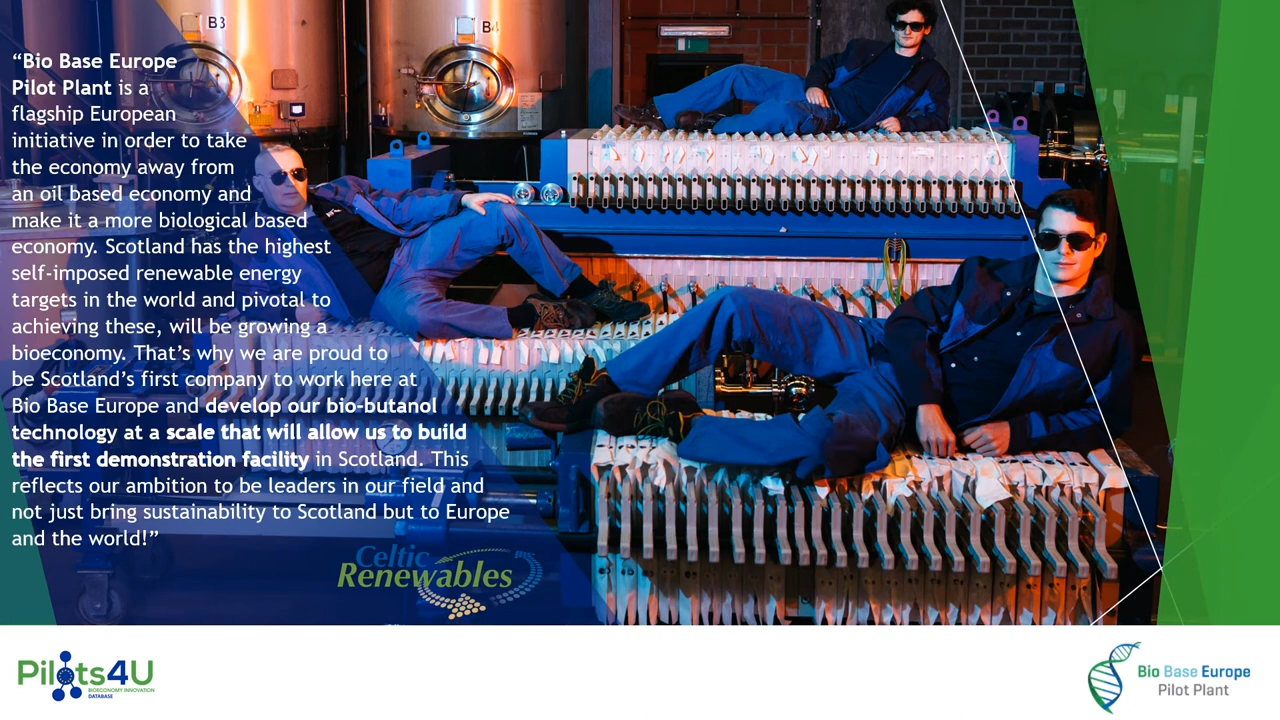 B3
B4
“Bio Base Europe
Pilot Plant is a
flagship European
initiative in order to take
the economy away from
an oil based economy and
make it a more biological based
economy. Scotland has the highest
self-imposed renewable energy
targets in the world and pivotal to
achieving these, will be growing a
bioeconomy. That’s why we are proud to
be Scotland’s first company to work here at
Bio Base Europe and develop our bio-butanol
technology at a scale that will allow us to build
the first demonstration facility in Scotland. This
reflects our ambition to be leaders in our field and
not just bring sustainability to Scotland but to Europe
and the world!”
Celtic
Renewables
Pilots4U
BIOECONOMY INNOVATION
DATABASE
Bio Base Europe
Pilot Plant